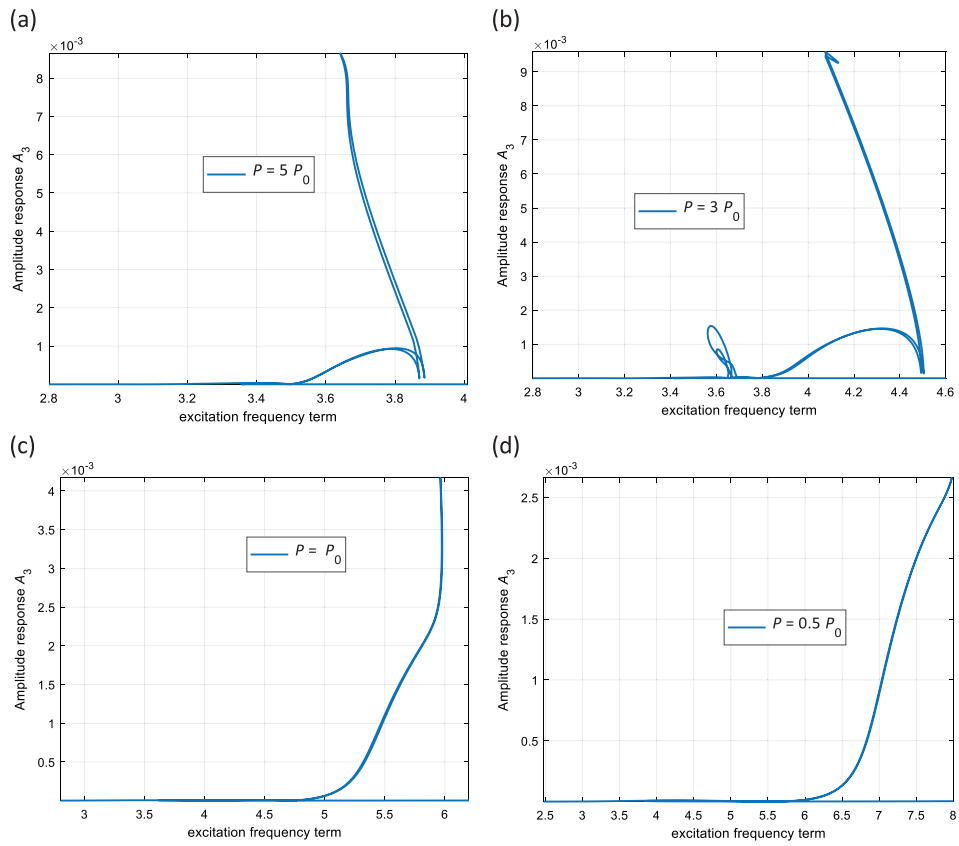 (a)
×10-3
8
7
6
5
4
3
2
1
Amplitude response A3
P = 5 P0
2.8 3 3.2 3.4 3.6 3.8 4
excitation frequency term
(b)
×10-3
9
8
7
6
5
4
3
2
1
Amplitude response A3
P = 3 P0
2.8 3 3.2 3.4 3.6 3.8 4 4.2 4.4 4.6
excitation frequency term
(c)
×10-3
4
3.5
3
2.5
2
1.5
1
0.5
Amplitude response A3
P = P0
3 3.5 4 4.5 5 5.5 6
excitation frequency term
(d)
×10-3
2.5
2
1.5
1
0.5
Amplitude response A3
P = 0.5 P0
2.5 3 3.5 4 4.5 5 5.5 6 6.5 7 7.5 8
excitation frequency term